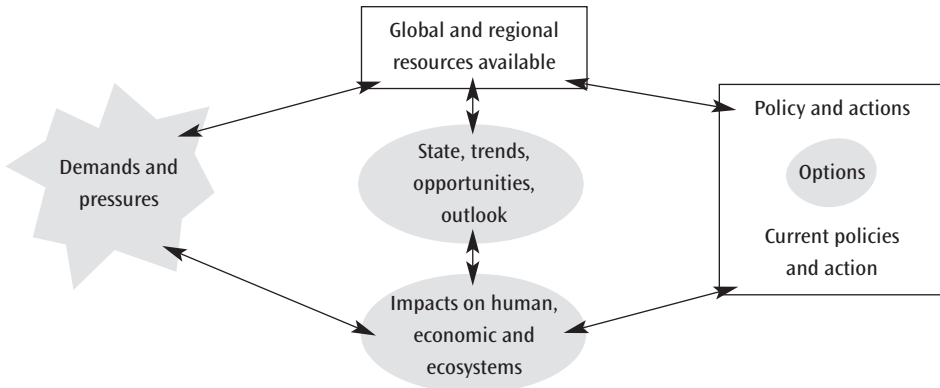 Global and regional
resources available
Demands and
pressures
State, trends,
opportunities,
outlook
Policy and actions
Options
Current policies
and action
Impacts on human,
economic and
ecosystems